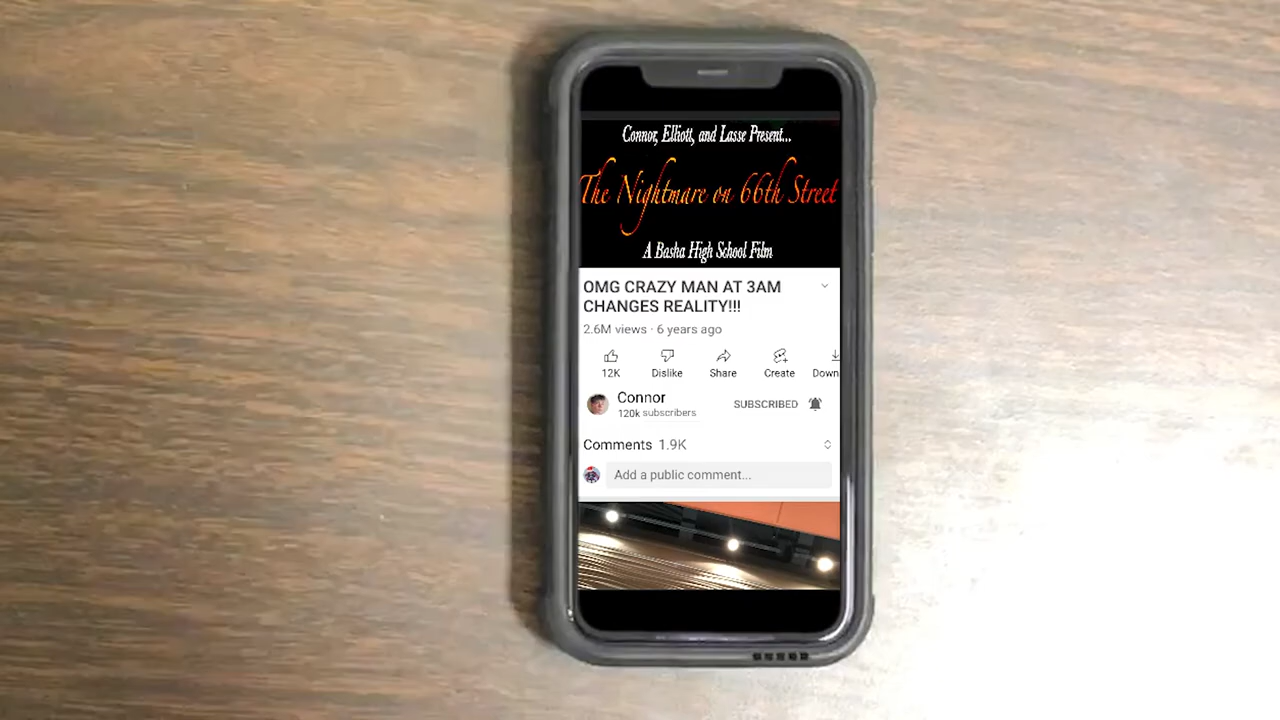 Connor, Elliott, and Lasse Present...
The Nightmare on 66th Street
A Basha High School Film
OMG CRAZY MAN AT 3AM
CHANGES REALITY!!!
2.6M views · 6 years ago
12K Dislike Share Create Down
Connor
120k subscribers
SUBSCRIBED
Comments 1.9K
Add a public comment...